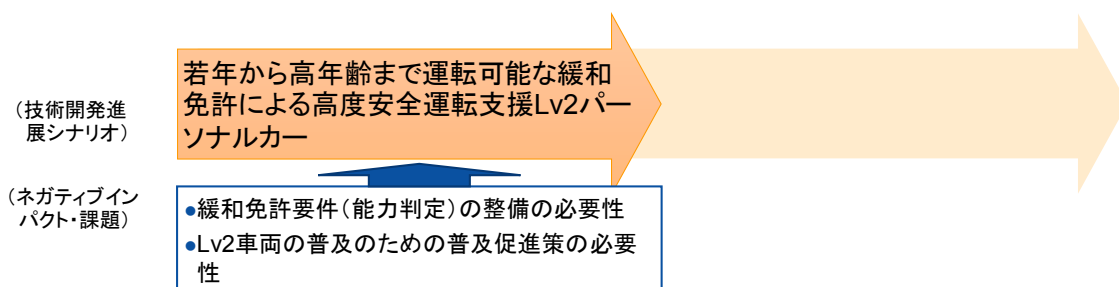 若年から高年齢まで運転可能な緩和
免許による高度安全運転支援Lv2パー
ソナルカー
（技術開発進
展シナリオ）
（ネガティブイン
パクト・課題）
●緩和免許要件（能力判定）の整備の必要性
●Lv2車両の普及のための普及促進策の必要
性